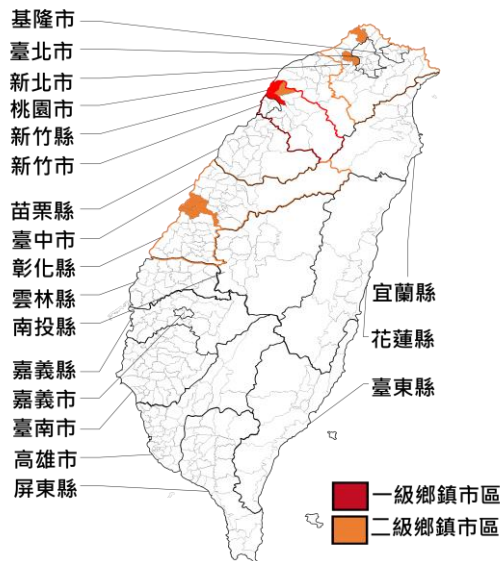 基隆市
臺北市
新北市
桃園市
新竹縣
新竹市
苗栗縣
臺中市
彰化縣
雲林縣
南投縣
嘉義縣
嘉義市
臺南市
高雄市
屏東縣
宜蘭縣
花蓮縣
臺東縣
一級鄉鎮市區
二級鄉鎮市區